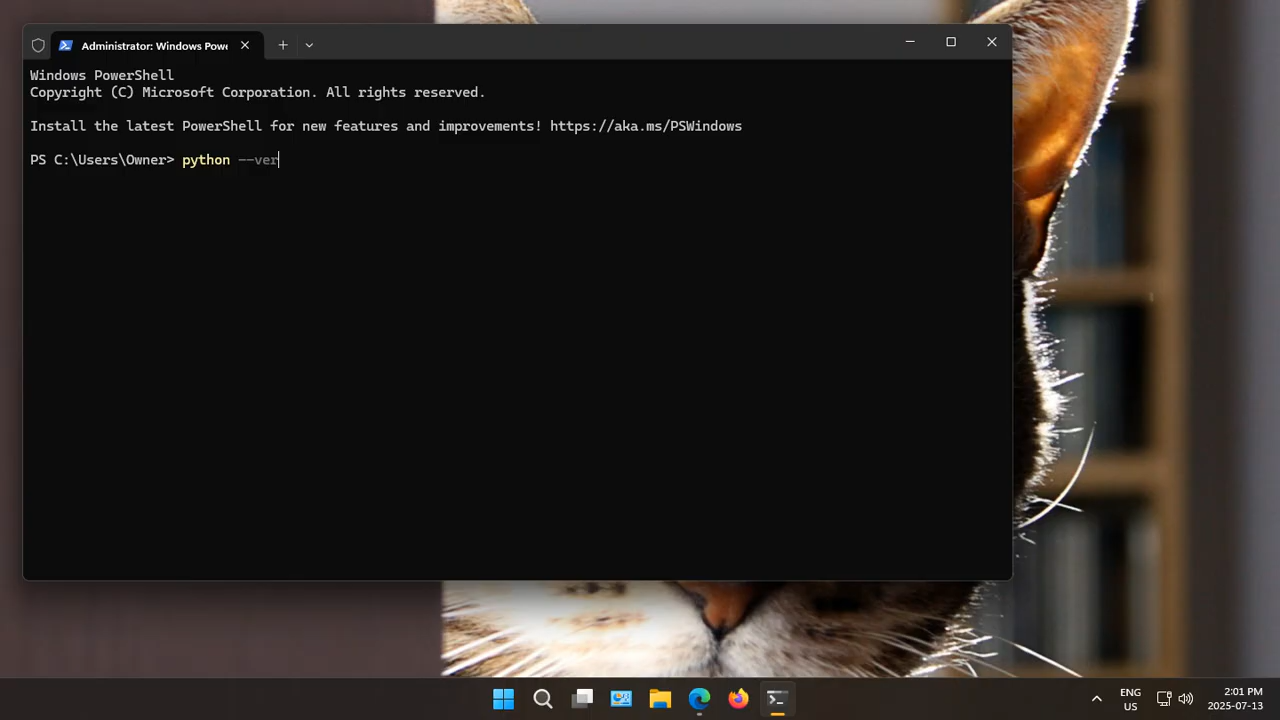 Administrator: Windows Powe
Windows PowerShell
Copyright (C) Microsoft Corporation. All rights reserved.
Install the latest PowerShell for new features and improvements! https://aka.ms/PSWindows
PS C:\Users\Owner> python --ver
ENG
US
2:01 PM
2025-07-13